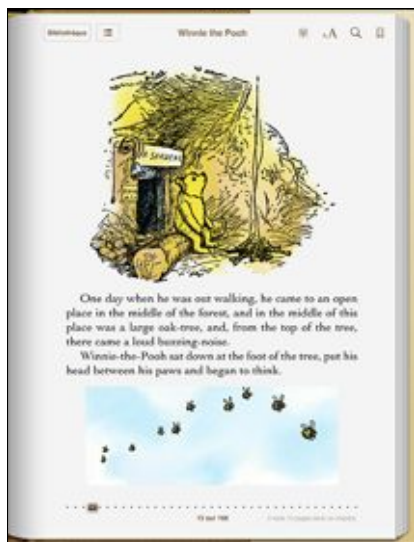 Winnie the Pooh
SANDERS
One day when he was out walking, he came to an open
place in the middle of the forest, and in the middle of this
place was a large oak-tree, and, from the top of the tree,
there came a loud buzzing-noise.
Winnie-the-Pooh sat down at the foot of the tree, put his
head between his paws and began to think.